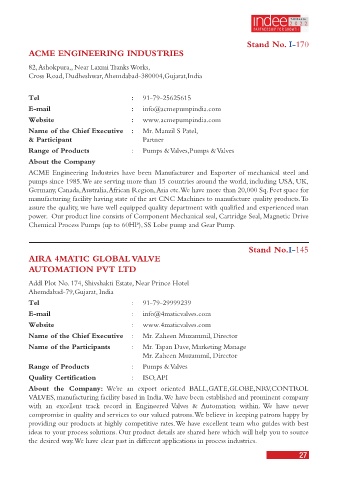 indee
Stand No. I-170
ACME ENGINEERING INDUSTRIES
82, Ashokpura,, Near Laxmi Tranks Works,
Cross Road, Dudheshwar, Ahemdabad-380004,Gujarat,India
Tel : 91-79-25625615
E-mail : info@acmepumpindia.com
Website : www.acmepumpindia.com
Name of the Chief Executive : Mr. Manzil S Patel,
& Participant Partner
Range of Products : Pumps & Valves,Pumps & Valves
About the Company
ACME Engineering Industries have been Manufacturer and Exporter of mechanical steel and
pumps since 1985. We are serving more than 15 countries around the world, including USA, UK,
Germany, Canada, Australia, African Region, Asia etc. We have more than 20,000 Sq. Feet space for
manufacturing facility having state of the art CNC Machines to manufacture quality products. To
assure the quality, we have well equipped quality department with qualified and experienced man
power. Our product line consists of Component Mechanical seal, Cartridge Seal, Magnetic Drive
Chemical Process Pumps (up to 60HP), SS Lobe pump and Gear Pump.
Stand No.I-145
AIRA 4MATIC GLOBAL VALVE
AUTOMATION PVT LTD
Addl Plot No. 174, Shivshakti Estate, Near Prince Hotel
Ahemdabad-79,Gujarat, India
Tel : 91-79-29999239
E-mail : info@4maticvalves.com
Website : www.4maticvalves.com
Name of the Chief Executive : Mr. Zaheen Muzammil, Director
Name of the Participants : Mr. Tapan Dave, Marketing Manage
Mr. Zaheen Muzammil, Director
Range of Products : Pumps & Valves
Quality Certification : ISO,API
About the Company: We're an export oriented BALL,GATE,GLOBE,NRV,CONTROL
VALVES, manufacturing facility based in India. We have been established and prominent company
with an excellent track record in Engineered Valves & Automation within. We have never
compromise in quality and services to our valued patrons. We believe in keeping patrons happy by
providing our products at highly competitive rates. We have excellent team who guides with best
ideas to your process solutions. Our product details are shared here which will help you to source
the desired way. We have clear past in different applications in process industries.
27